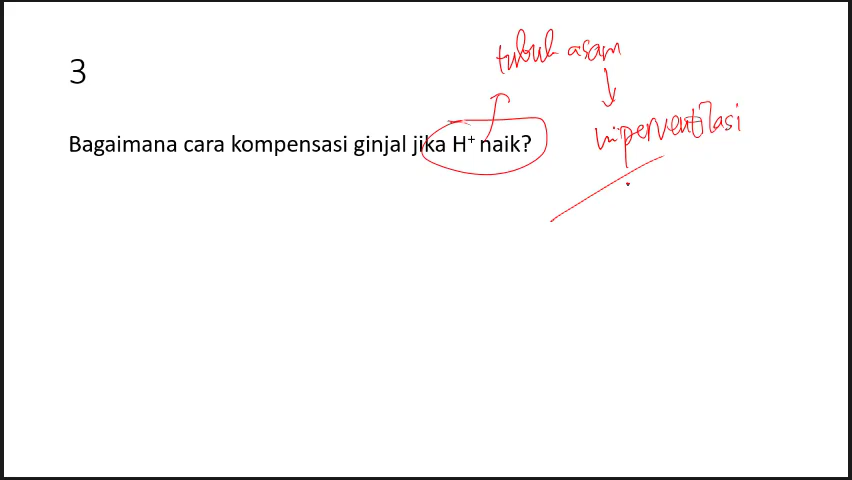 3
tubuh asam
hiperventilasi
Bagaimana cara kompensasi ginjal jika H⁺ naik?